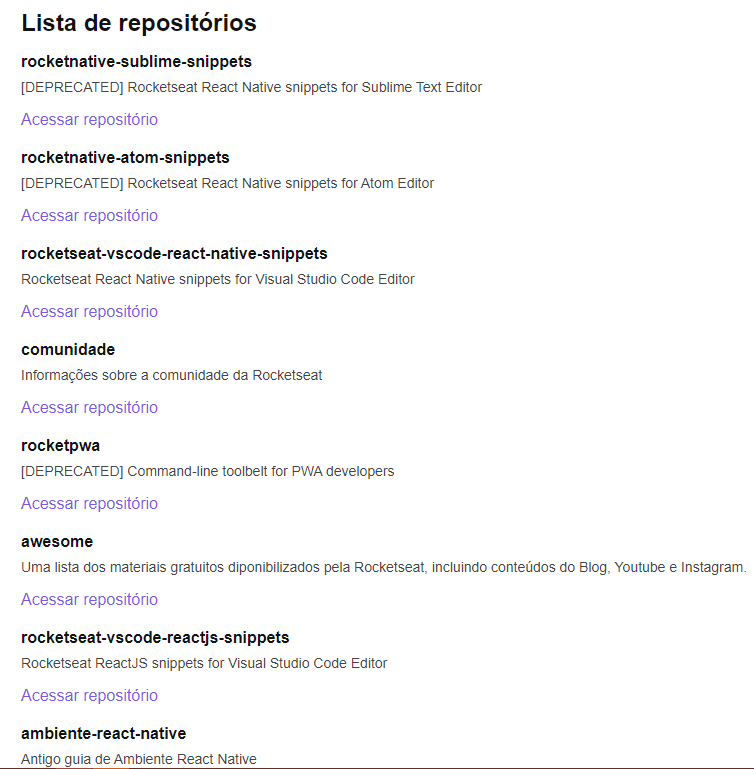 Lista de repositórios
rocketnative-sublime-snippets
[DEPRECATED] Rocketseat React Native snippets for Sublime Text Editor
Acessar repositório
rocketnative-atom-snippets
[DEPRECATED] Rocketseat React Native snippets for Atom Editor
Acessar repositório
rocketseat-vscode-react-native-snippets
Rocketseat React Native snippets for Visual Studio Code Editor
Acessar repositório
comunidade
Informações sobre a comunidade da Rocketseat
Acessar repositório
rocketpwa
[DEPRECATED] Command-line toolbelt for PWA developers
Acessar repositório
awesome
Uma lista dos materiais gratuitos diponibilizados pela Rocketseat, incluindo conteúdos do Blog, Youtube e Instagram.
Acessar repositório
rocketseat-vscode-reactjs-snippets
Rocketseat ReactJS snippets for Visual Studio Code Editor
Acessar repositório
ambiente-react-native
Antigo guia de Ambiente React Native